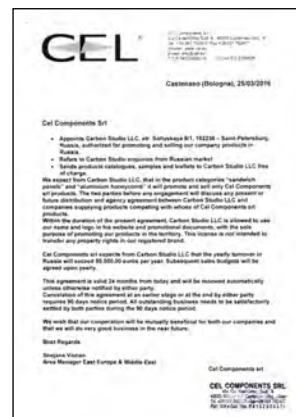 CEL
Castenaso (Bologna), 25/03/2016
Cel Components Srl
• Appoints Carbon Studio LLC, str. Salnyskaya 9/1, 192238 – Saint-Petersburg,
Russia, authorized for promoting and selling our company products in
Russia.
• Refers to Carbon Studio enquiries from Russian market
• Sends products catalogues, samples and leaflets to Carbon Studio LLC free
of charge.
We expect from Carbon Studio LLC, that in the product categories "sandwich
panels" and "aluminium honeycomb" it will promote and sell only Cel Components
srl products. The two parties before any engagement will discuss any present or
future distribution and agency agreement between Carbon Studio LLC and
companies supplying products competing with whose of Cel Components srl
products.
Within the duration of the present agreement, Carbon Studio LLC is allowed to use
our name and logo in its website and promotional documents, with the sole
purpose of promoting our products in the territory. This license is not intended to
transfer any property rights in our registered brand.
Cel Components srl expects from Carbon Studio LLC that the yearly turnover in
Russia will exceed euros per year. Subsequent sales budgets will be
agreed upon yearly.
This agreement is valid 24 months from today and will be renewed automatically
unless otherwise notified by either party.
Cancelation of this agreement at an earlier stage or at the end by either party
requires 90 days notice period. All outstanding business needs to be satisfactorily
settled by both parties during the 90 days notice period.
We wish that our cooperation will be mutually beneficial for both our companies and
that we will do very good business in the near future.
Best Regards
Area Manager East Europe & Middle East
Cel Components srl
CEL COMPONENTS SRL